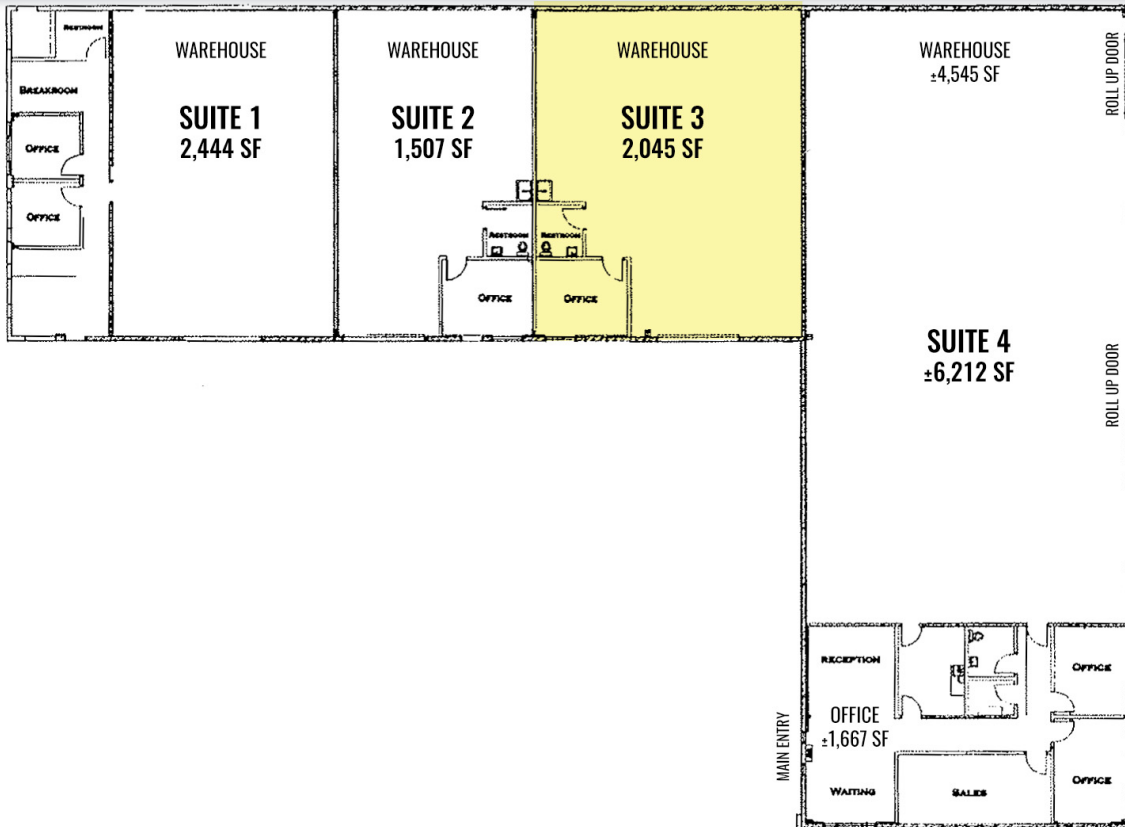 RESTROOM
BREAKROOM
OFFICE
OFFICE
WAREHOUSE
SUITE 1
2,444 SF
WAREHOUSE
SUITE 2
1,507 SF
RESTROOM
OFFICE
WAREHOUSE
SUITE 3
2,045 SF
RESTROOM
OFFICE
WAREHOUSE
±4,545 SF
ROLL UP DOOR
SUITE 4
±6,212 SF
ROLL UP DOOR
RECEPTION
OFFICE
OFFICE
±1,667 SF
MAIN ENTRY
WAITING
SALES
OFFICE